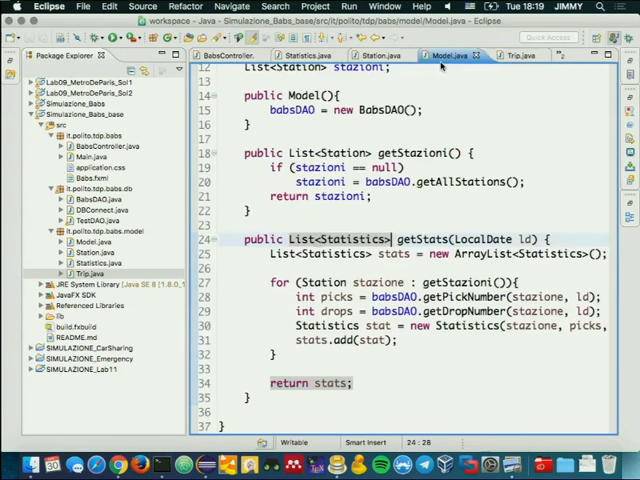 Eclipse File Edit Source Refactor Navigate Search Project Run Window Help Tue 18:19 JIMMY
workspace - Java - Simulazione_Babs_base/src/it/polito/tdp/babs/model/Model.java - Eclipse
Quick Access
Package Explorer
BabsController. Statistics.java Station.java Model.java Trip.java »2
Lab09_MetroDeParis_Sol1
Lab09_MetroDeParis_Sol2
Simulazione_Babs
Simulazione_Babs_base
src
it.polito.tdp.babs
BabsController.java
Main.java
application.css
Babs.fxml
it.polito.tdp.babs.db
BabsDAO.java
DBConnect.java
TestDAO.java
it.polito.tdp.babs.model
Model.java
Station.java
Statistics.java
Trip.java
JRE System Library [Java SE 8 [1.8.0_
JavaFX SDK
Referenced Libraries
lib
build.fxbuild
README.md
SIMULAZIONE_CarSharing
SIMULAZIONE_Emergency
SIMULAZIONE_Lab11
12 List<Station> stazioni;
13
14 public Model(){
15 babsDAO = new BabsDAO();
16 }
17
18 public List<Station> getStazioni() {
19 if (stazioni == null)
20 stazioni = babsDAO.getAllStations();
21 return stazioni;
22 }
23
24 public List<Statistics> getStats(LocalDate ld) {
25 List<Statistics> stats = new ArrayList<Statistics>();
26
27 for (Station stazione : getStazioni()){
28 int picks = babsDAO.getPickNumber(stazione, ld);
29 int drops = babsDAO.getDropNumber(stazione, ld);
30 Statistics stat = new Statistics(stazione, picks,
31 stats.add(stat);
32 }
33
34 return stats;
35 }
36
37 }
Writable Smart Insert 24 : 28